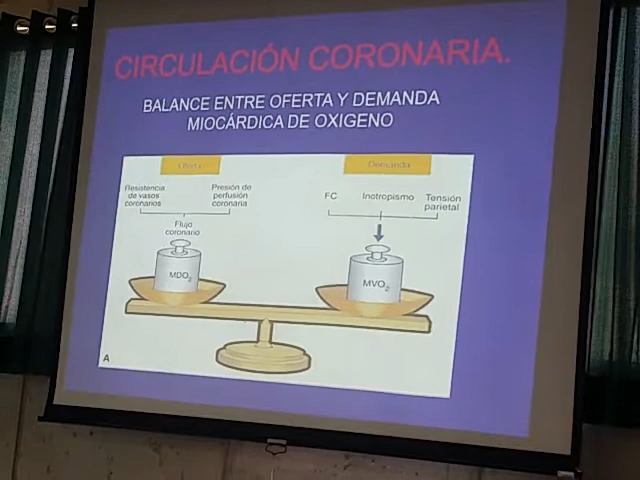 CIRCULACIÓN CORONARIA.
BALANCE ENTRE OFERTA Y DEMANDA
MIOCÁRDICA DE OXIGENO
Oferta
Resistencia
de vasos
coronarios
Presión de
perfusión
coronaria
Flujo
coronario
MDO2
Demanda
FC
Inotropismo
Tensión
parietal
MVO2
A